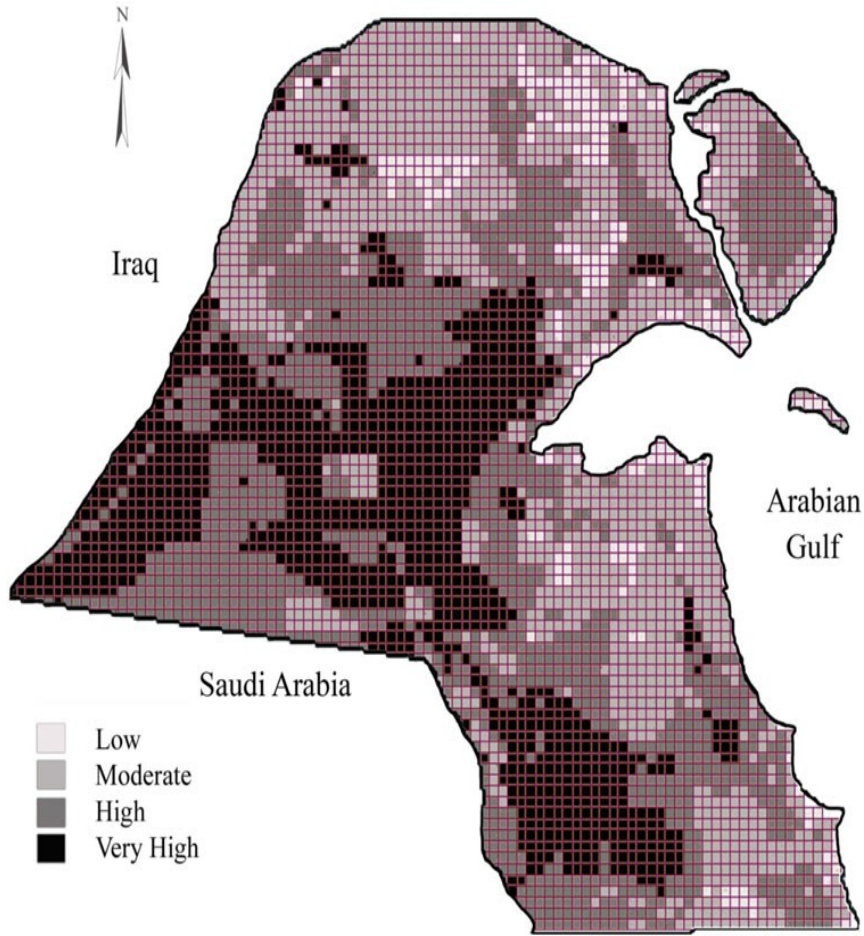 N
Iraq
Arabian
Gulf
Saudi Arabia
Low
Moderate
High
Very High